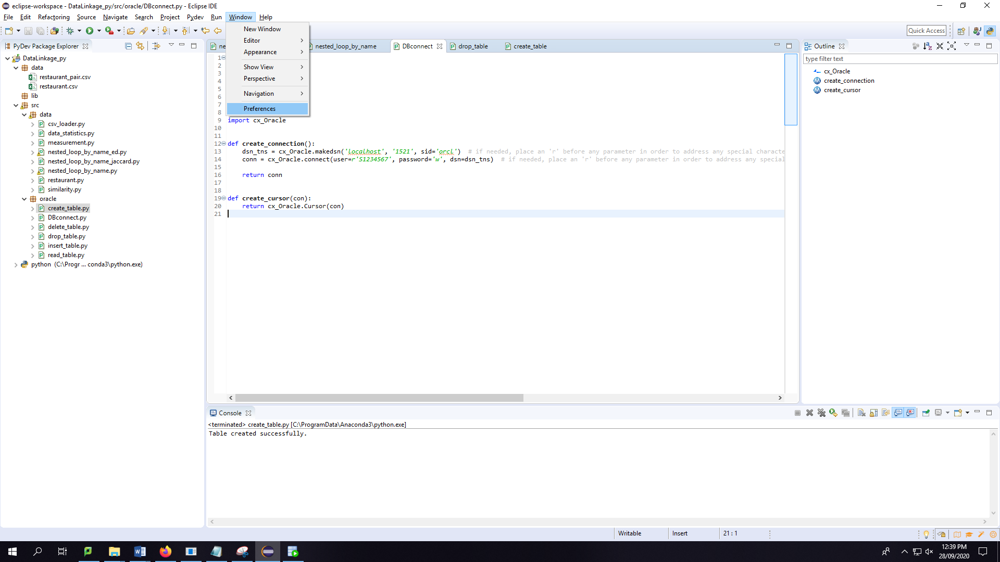 eclipse-workspace - DataLinkage_py/src/oracle/DBconnect.py - Eclipse IDE
File Edit Refactoring Source Navigate Search Project Pydev Run Window Help
Quick Access
PyDev Package Explorer
DataLinkage_py
data
restaurant_pair.csv
restaurant.csv
lib
src
data
csv_loader.py
data_statistics.py
measurement.py
nested_loop_by_name_ed.py
nested_loop_by_name_jaccard.py
nested_loop_by_name.py
restaurant.py
similarity.py
oracle
create_table.py
DBconnect.py
delete_table.py
drop_table.py
insert_table.py
read_table.py
python (C:\Progr ... conda3\python.exe)
New Window
Editor
Appearance
Show View
Perspective
Navigation
Preferences
ne nested_loop_by_name DBconnect drop_table create_table
1
2
3
4
5
6
7
8
9 import cx_Oracle
10
11
12 def create_connection():
13 dsn_tns = cx_Oracle.makedsn('localhost', '1521', sid='orcl') # if needed, place an 'r' before any parameter in order to address any special characte
14 conn = cx_Oracle.connect(user=r'S1234567', password='w', dsn=dsn_tns) # if needed, place an 'r' before any parameter in order to address any special
15
16 return conn
17
18
19 def create_cursor(con):
20 return cx_Oracle.Cursor(con)
21
Outline
type filter text
cx_Oracle
create_connection
create_cursor
Console
<terminated> create_table.py [C:\ProgramData\Anaconda3\python.exe]
Table created successfully.
Writable Insert 21 : 1
12:39 PM
28/09/2020